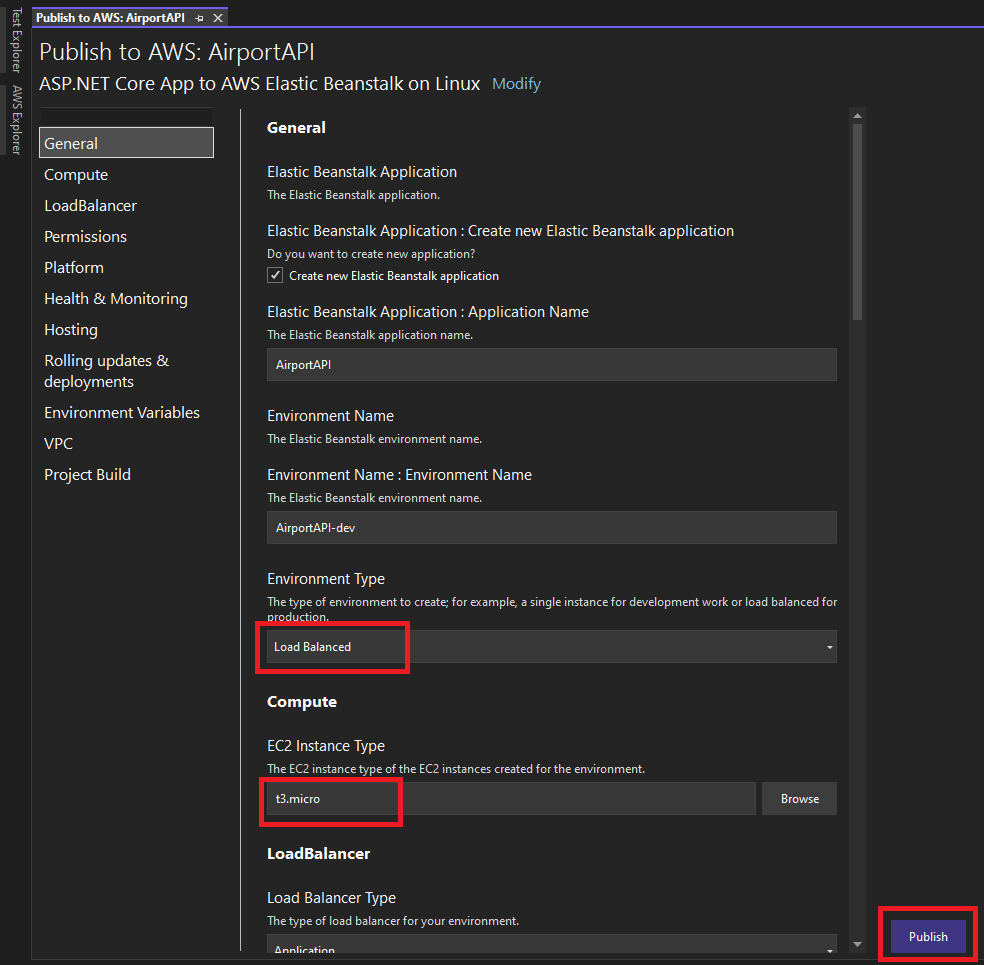 Test Explorer
AWS Explorer
Publish to AWS: AirportAPI
Publish to AWS: AirportAPI
ASP.NET Core App to AWS Elastic Beanstalk on Linux Modify
General
Compute
LoadBalancer
Permissions
Platform
Health & Monitoring
Hosting
Rolling updates &
deployments
Environment Variables
VPC
Project Build
General
Elastic Beanstalk Application
The Elastic Beanstalk application.
Elastic Beanstalk Application : Create new Elastic Beanstalk application
Do you want to create new application?
Create new Elastic Beanstalk application
Elastic Beanstalk Application : Application Name
The Elastic Beanstalk application name.
AirportAPI
Environment Name
The Elastic Beanstalk environment name.
Environment Name : Environment Name
The Elastic Beanstalk environment name.
AirportAPI-dev
Environment Type
The type of environment to create; for example, a single instance for development work or load balanced for
production.
Load Balanced
Compute
EC2 Instance Type
The EC2 instance type of the EC2 instances created for the environment.
t3.micro
Browse
LoadBalancer
Load Balancer Type
The type of load balancer for your environment.
Application
Publish